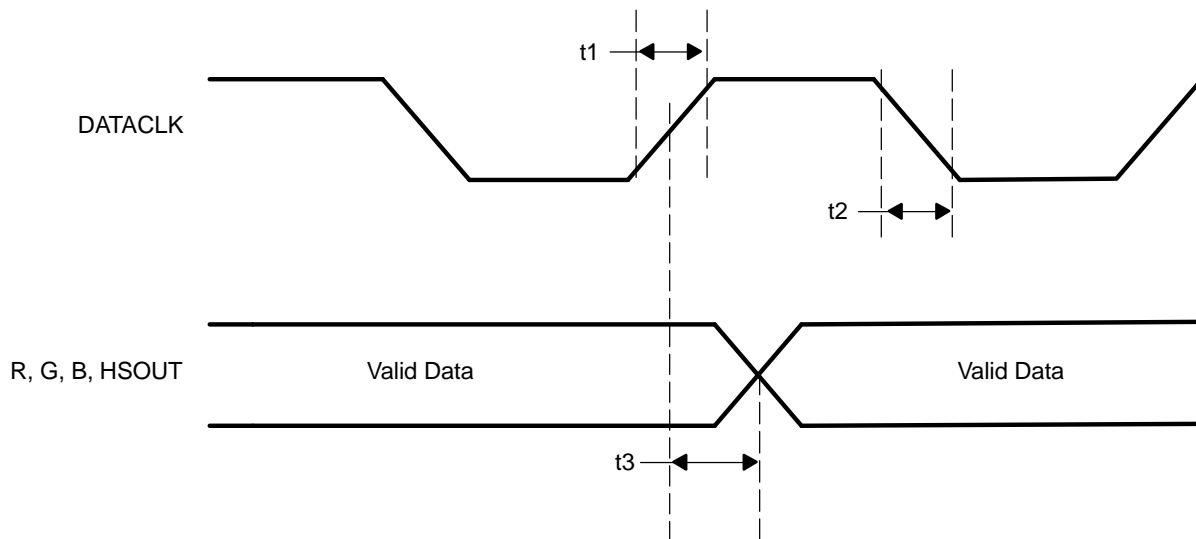 t1
DATACLK
t2
R, G, B, HSOUT
Valid Data
Valid Data
t3